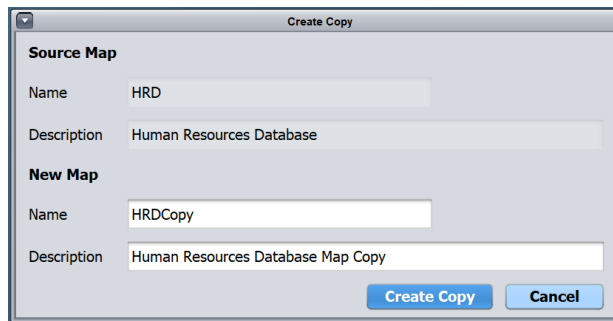 Create Copy
Source Map
Name HRD
Description Human Resources Database
New Map
Name HRDCopy
Description Human Resources Database Map Copy
Create Copy Cancel